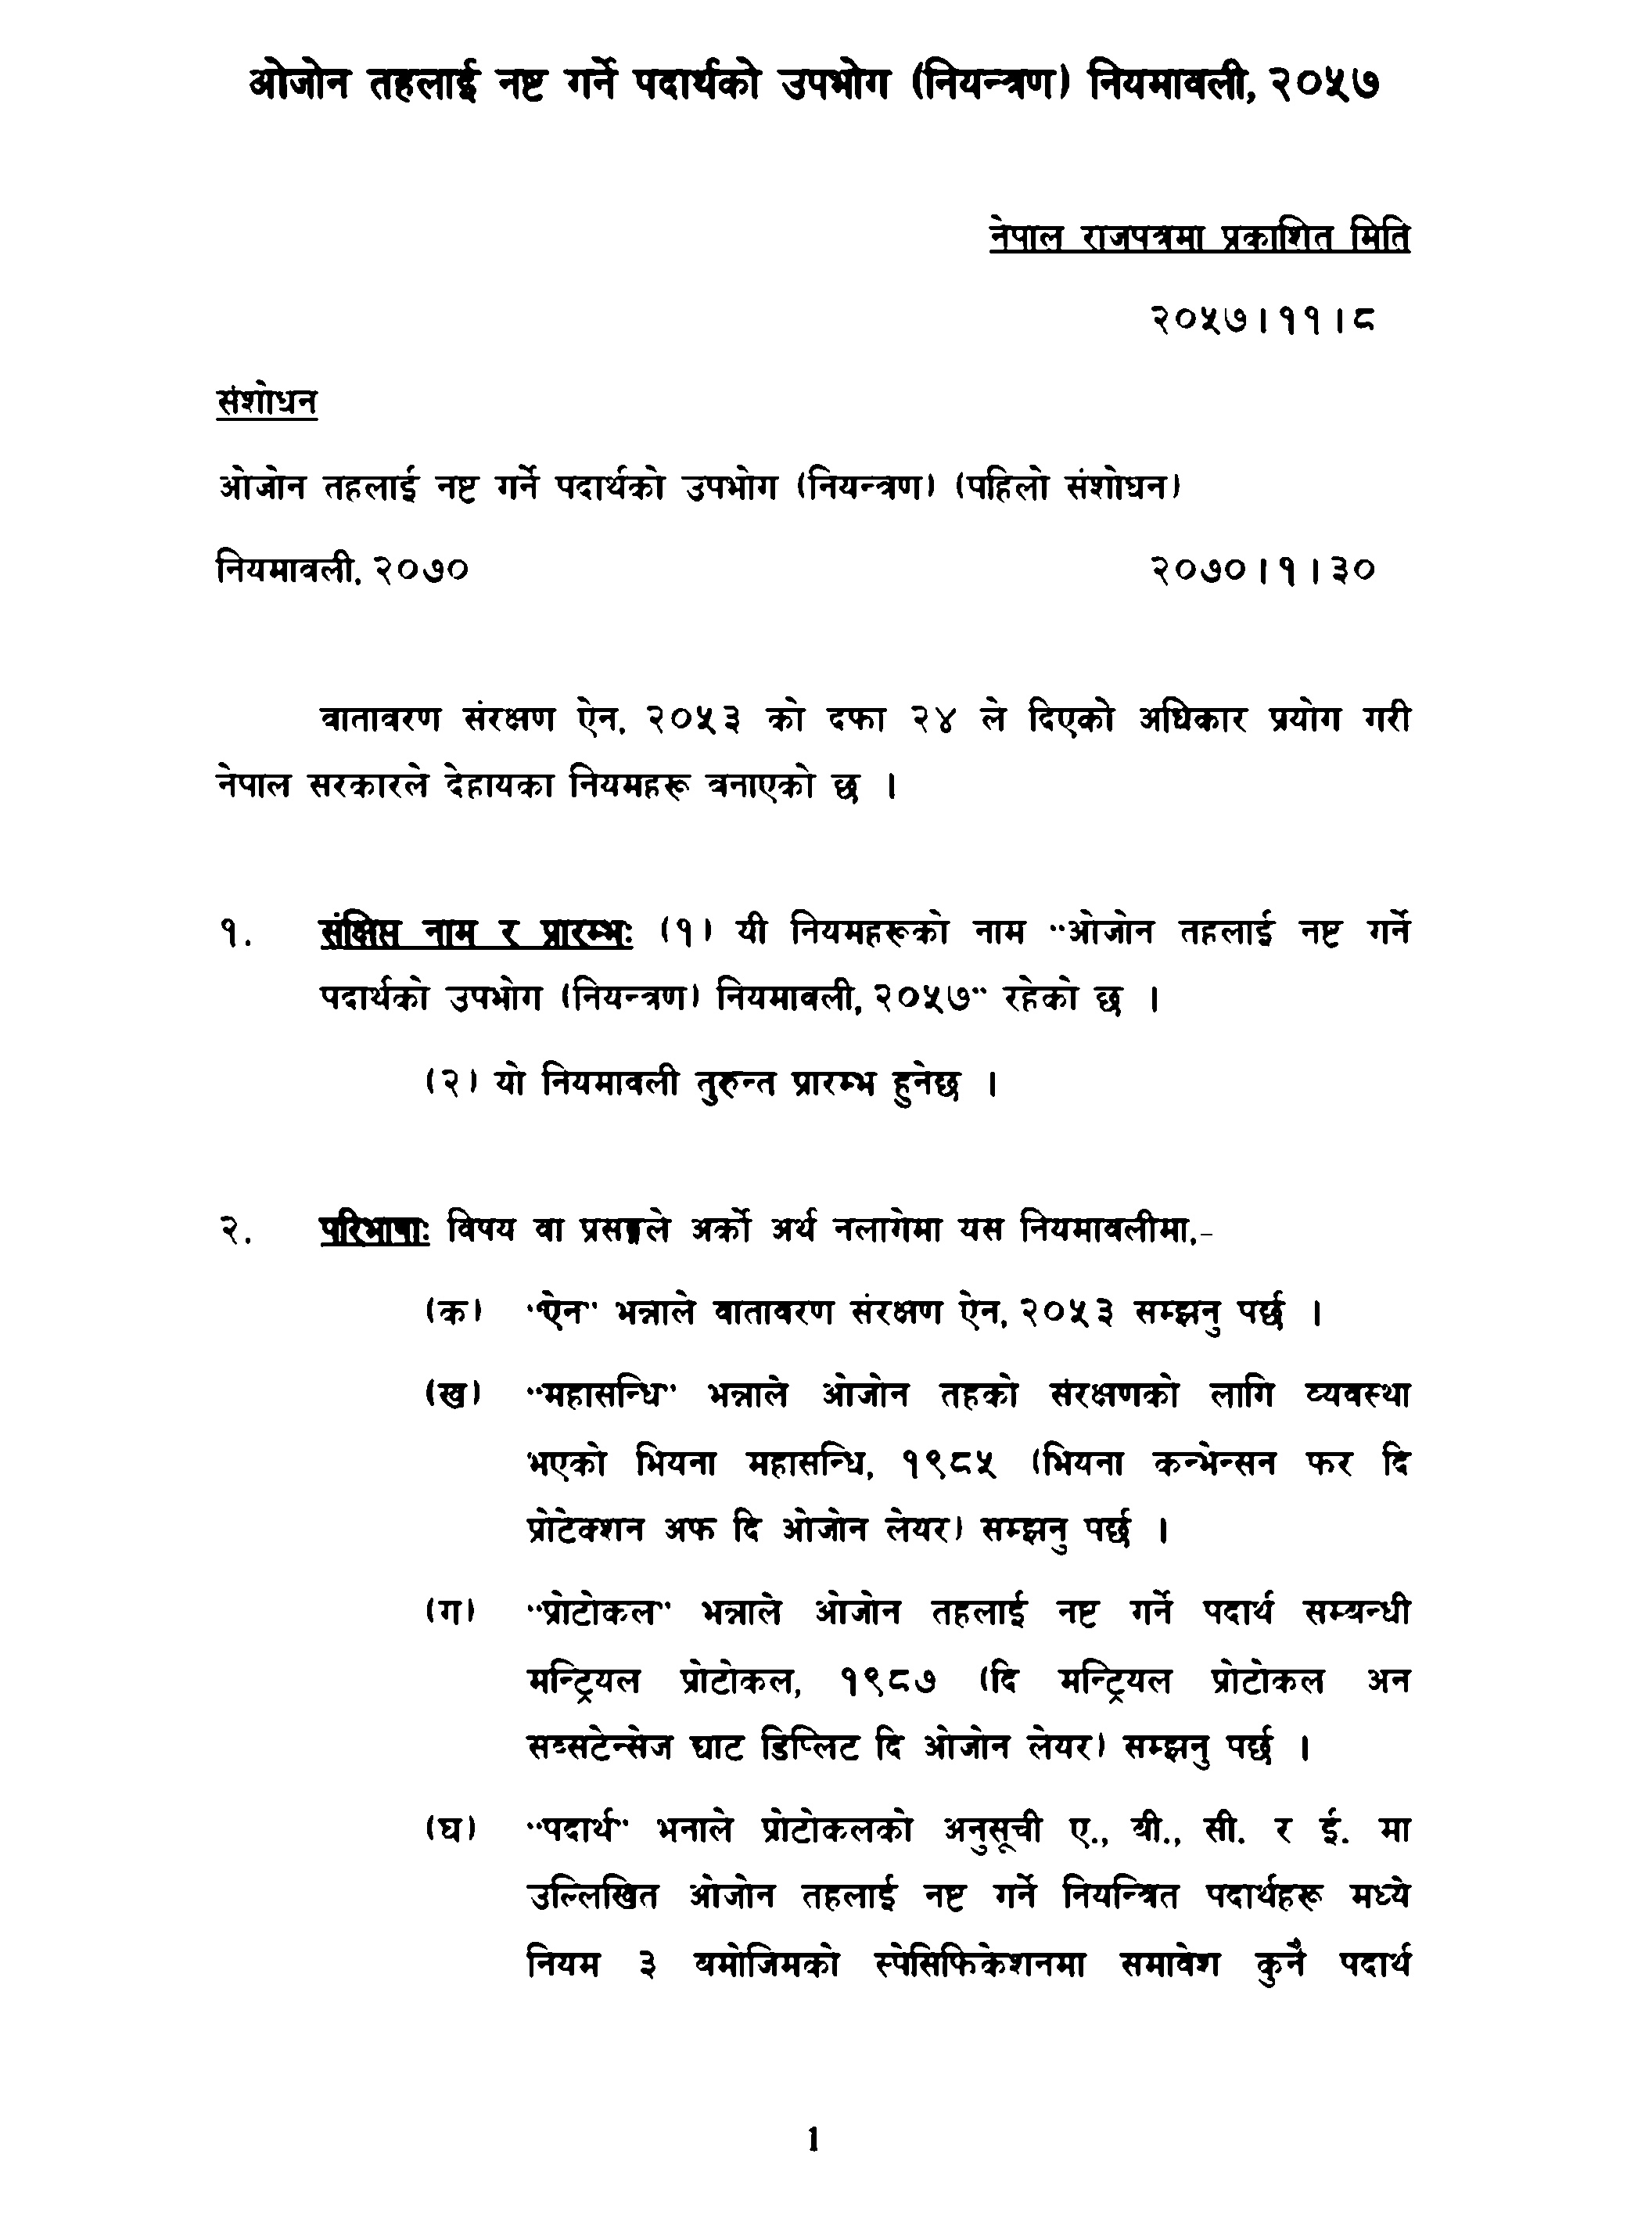 ओजोन तहलाई नष्ट गर्ने पदार्थको उपभोग (नियन्त्रण) नियमावली, २०५७
नेपाल राजपत्रमा प्रकाशित मिति
२०५७।११।८
संशोधन
ओजोन तहलाई नष्ट गर्ने पदार्थको उपभोग (नियन्त्रण) (पहिलो संशोधन)
नियमावली, २०७० २०७०।१।३०
वातावरण संरक्षण ऐन, २०५३ को दफा २४ ले दिएको अधिकार प्रयोग गरी
नेपाल सरकारले देहायका नियमहरू बनाएको छ ।
१. संक्षिप्त नाम र प्रारम्भः (१) यी नियमहरूको नाम "ओजोन तहलाई नष्ट गर्ने
पदार्थको उपभोग (नियन्त्रण) नियमावली, २०५७" रहेको छ ।
(२) यो नियमावली तुरुन्त प्रारम्भ हुनेछ ।
२. परिभाषाः विषय वा प्रसङ्गले अर्को अर्थ नलागेमा यस नियमावलीमा,-
(क) "ऐन" भन्नाले वातावरण संरक्षण ऐन, २०५३ सम्झनु पर्छ ।
(ख) "महासन्धि" भन्नाले ओजोन तहको संरक्षणको लागि व्यवस्था
भएको भियना महासन्धि, १९८५ (भियना कन्भेन्सन फर दि
प्रोटेक्शन अफ दि ओजोन लेयर) सम्झनु पर्छ ।
(ग) "प्रोटोकल" भन्नाले ओजोन तहलाई नष्ट गर्ने पदार्थ सम्बन्धी
मन्ट्रियल प्रोटोकल, १९८७ (दि मन्ट्रियल प्रोटोकल अन
सब्सटेन्सेज द्याट डिप्लिट दि ओजोन लेयर) सम्झनु पर्छ ।
(घ) "पदार्थ" भनाले प्रोटोकलको अनुसूची ए., बी., सी. र ई. मा
उल्लिखित ओजोन तहलाई नष्ट गर्ने नियन्त्रित पदार्थहरू मध्ये
नियम ३ बमोजिमको स्पेसिफिकेशनमा समावेश कुनै पदार्थ
1